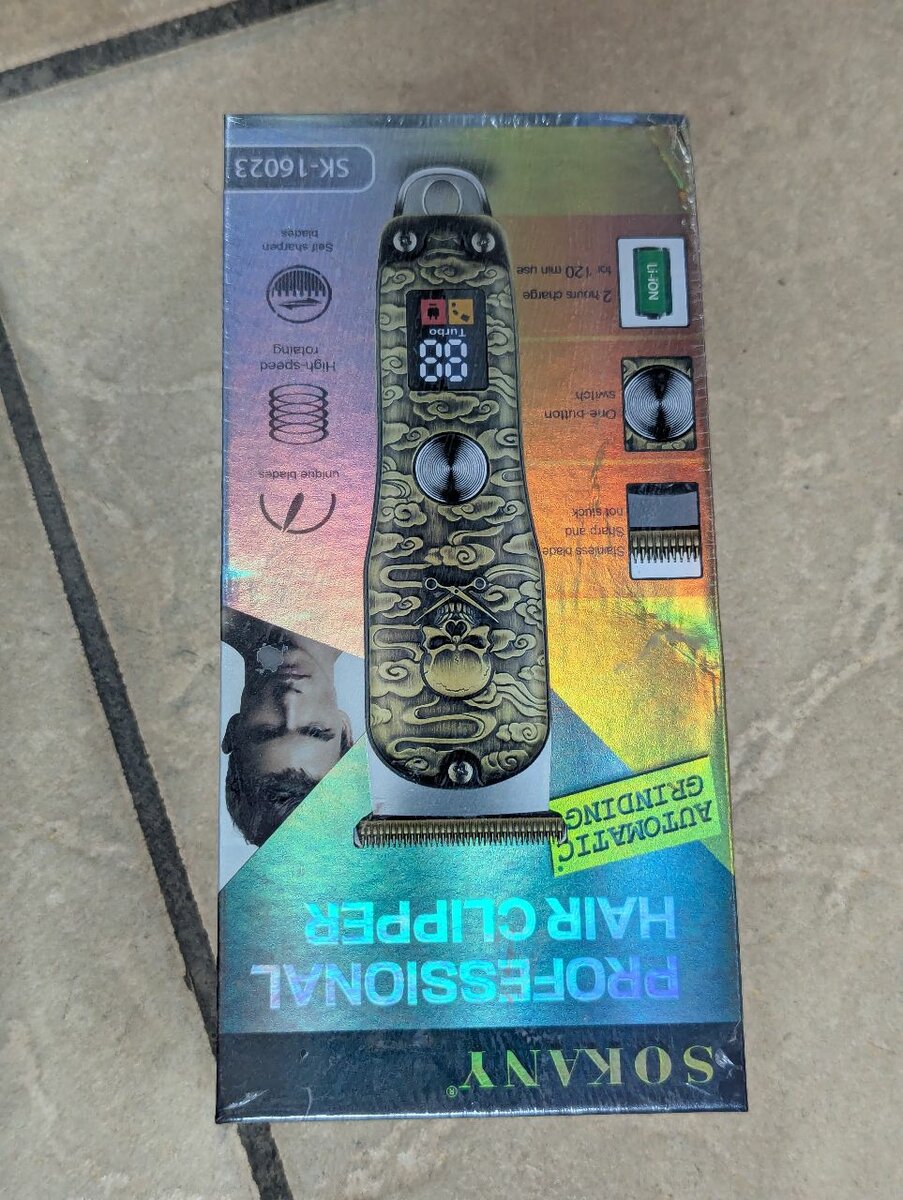 SOKANY®
PROFESSIONAL
HAIR CLIPPER
AUTOMATIC
GRINDING
Stainless blade
Sharp and
not stuck
One-button
switch
2 hours charge
for 120 min use
Li-iON
88
Turbo
unique blades
High-speed
rotaing
Self sharpen
blades
SK-16023